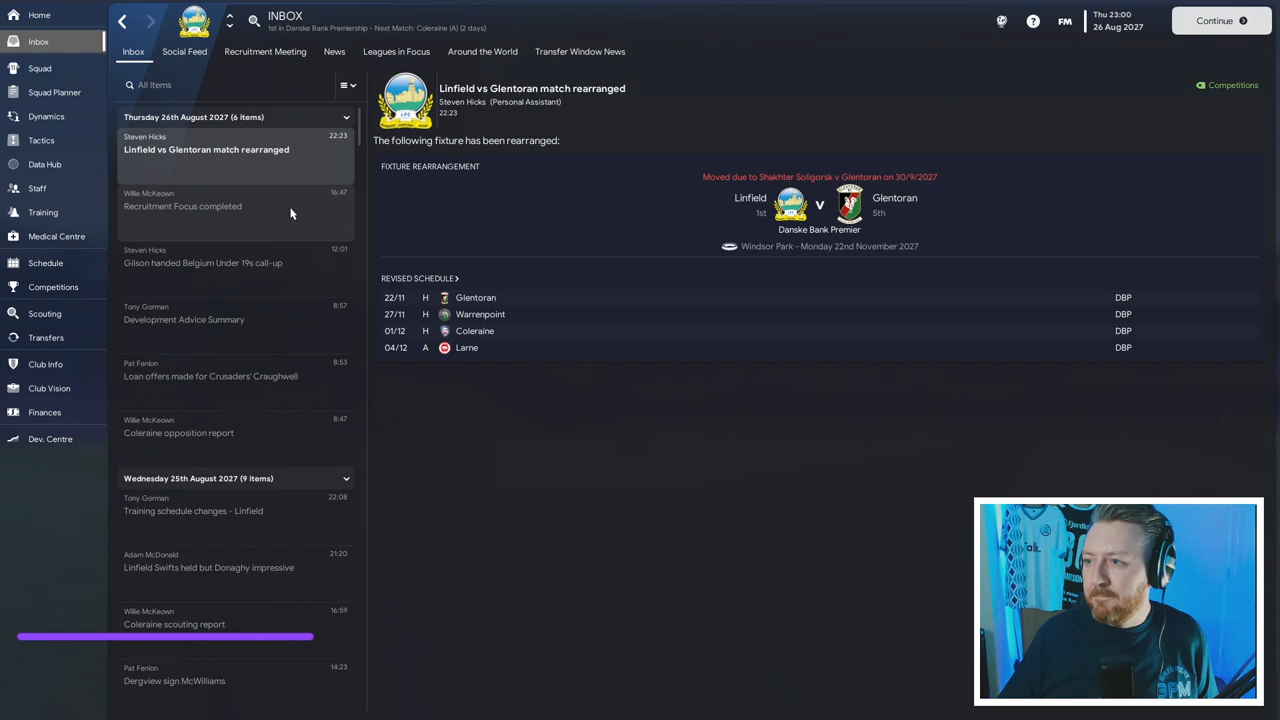 Home
Inbox
Squad
Squad Planner
Dynamics
Tactics
Data Hub
Staff
Training
Medical Centre
Schedule
Competitions
Scouting
Transfers
Club Info
Club Vision
Finances
Dev. Centre
INBOX
1st in Danske Bank Premiership - Next Match: Coleraine (A) (2 days)
FM
Thu 23:00
26 Aug 2027
Continue
Inbox
Social Feed
Recruitment Meeting
News
Leagues in Focus
Around the World
Transfer Window News
All Items
Thursday 26th August 2027 (6 items)
Steven Hicks 22:23
Linfield vs Glentoran match rearranged
Willie McKeown 16:47
Recruitment Focus completed
Steven Hicks 12:01
Gilson handed Belgium Under 19s call-up
Tony Gorman 8:57
Development Advice Summary
Pat Fenlon 8:53
Loan offers made for Crusaders' Craughwell
Willie McKeown 8:47
Coleraine opposition report
Wednesday 25th August 2027 (9 items)
Tony Gorman 22:08
Training schedule changes - Linfield
Adam McDonald 21:20
Linfield Swifts held but Donaghy impressive
Willie McKeown 16:59
Coleraine scouting report
Pat Fenlon 14:23
Dergview sign McWilliams
Linfield vs Glentoran match rearranged
Steven Hicks (Personal Assistant)
22:23
Competitions
The following fixture has been rearranged:
FIXTURE REARRANGEMENT
Moved due to Shakhter Soligorsk v Glentoran on 30/9/2027
Linfield V Glentoran
1st 5th
Danske Bank Premier
Windsor Park - Monday 22nd November 2027
REVISED SCHEDULE
22/11 H Glentoran DBP
27/11 H Warrenpoint DBP
01/12 H Coleraine DBP
04/12 A Larne DBP